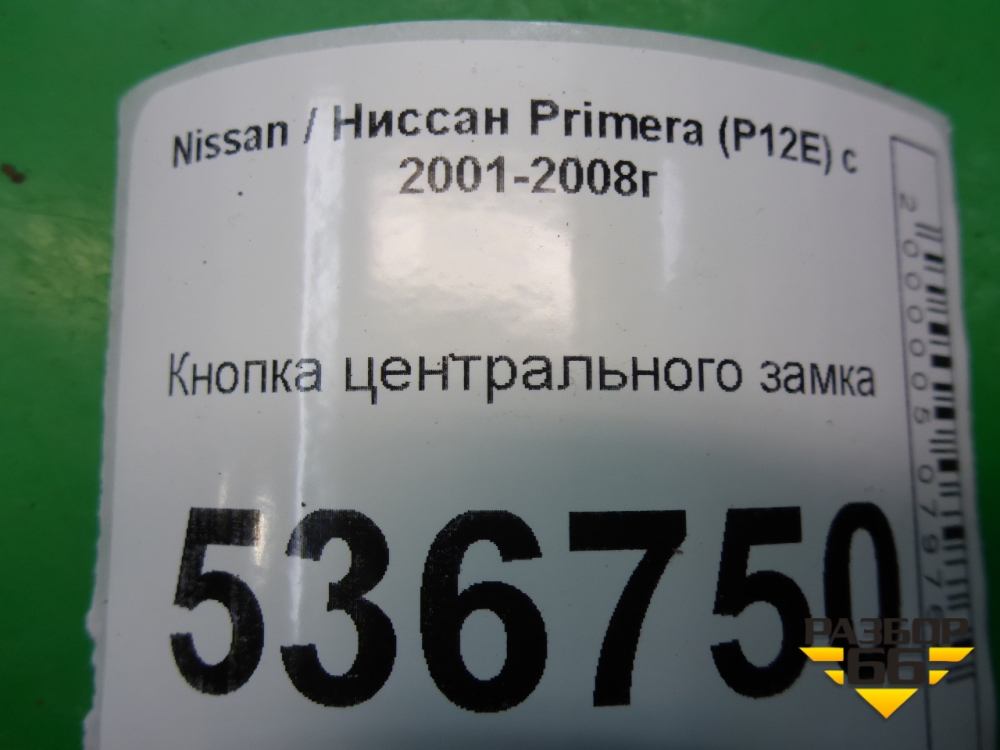 Nissan / Ниссан Primera (P12E) с
2001-2008г
Кнопка центрального замка
536750
РАЗБОР
66